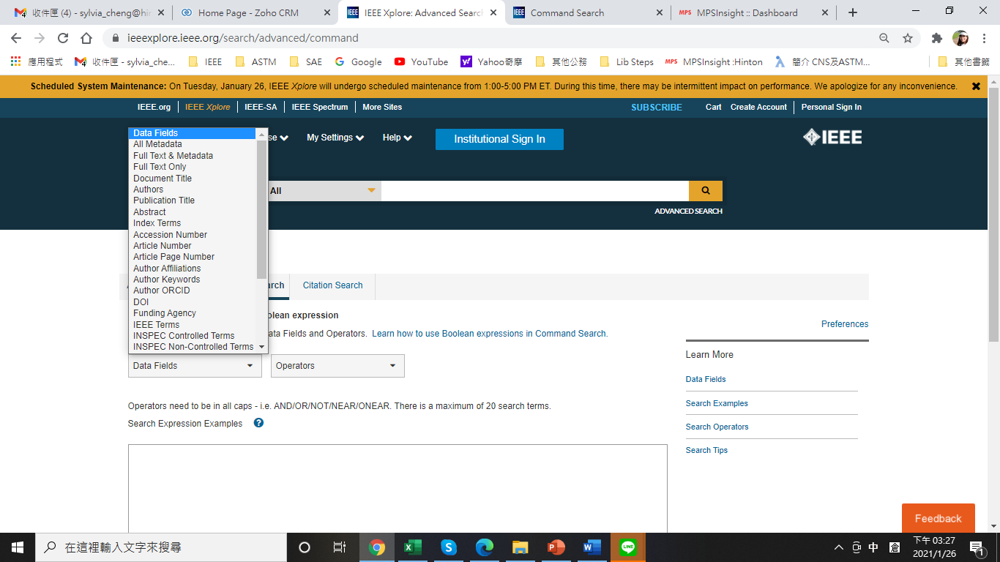 收件匣 (4) - sylvia_cheng@hin
Home Page - Zoho CRM
IEEE Xplore: Advanced Search
Command Search
MPS
MPSInsight :: Dashboard
ieeexplore.ieee.org/search/advanced/command
應用程式
收件匣 - sylvia_che...
IEEE
ASTM
SAE
Google
YouTube
Yahoo奇摩
其他公務
Lib Steps
MPS
MPSInsight :Hinton
簡介 CNS及ASTM...
其他書籤
Scheduled System Maintenance: On Tuesday, January 26, IEEE Xplore will undergo scheduled maintenance from 1:00-5:00 PM ET. During this time, there may be intermittent impact on performance. We apologize for any inconvenience.
IEEE.org
IEEE Xplore
IEEE-SA
IEEE Spectrum
More Sites
SUBSCRIBE
Cart
Create Account
Personal Sign In
se
My Settings
Help
Institutional Sign In
IEEE
All
ADVANCED SEARCH
Data Fields
All Metadata
Full Text & Metadata
Full Text Only
Document Title
Authors
Publication Title
Abstract
Index Terms
Accession Number
Article Number
Article Page Number
Author Affiliations
Author Keywords
Author ORCID
DOI
Funding Agency
IEEE Terms
INSPEC Controlled Terms
INSPEC Non-Controlled Terms
arch
Citation Search
olean expression
ata Fields and Operators. Learn how to use Boolean expressions in Command Search.
Data Fields
Operators
Operators need to be in all caps - i.e. AND/OR/NOT/NEAR/ONEAR. There is a maximum of 20 search terms.
Search Expression Examples
Preferences
Learn More
Data Fields
Search Examples
Search Operators
Search Tips
Feedback
在這裡輸入文字來搜尋
中
下午 03:27
2021/1/26
1